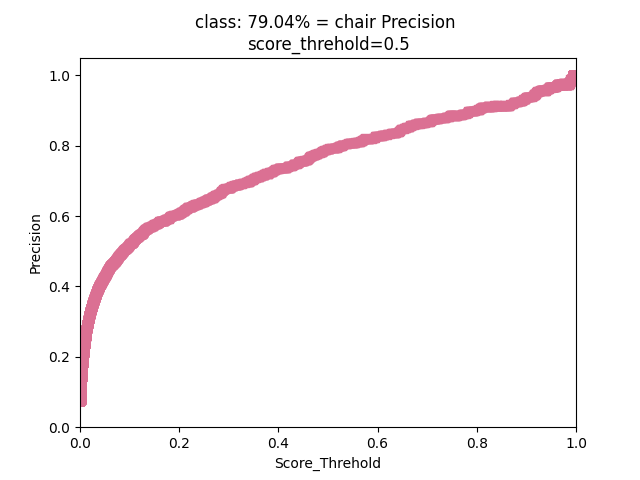 class: 79.04% = chair Precision
score_threhold=0.5
1.0
0.8
0.6
0.4
0.2
0.0
Precision
0.0 0.2 0.4 0.6 0.8 1.0
Score_Threhold